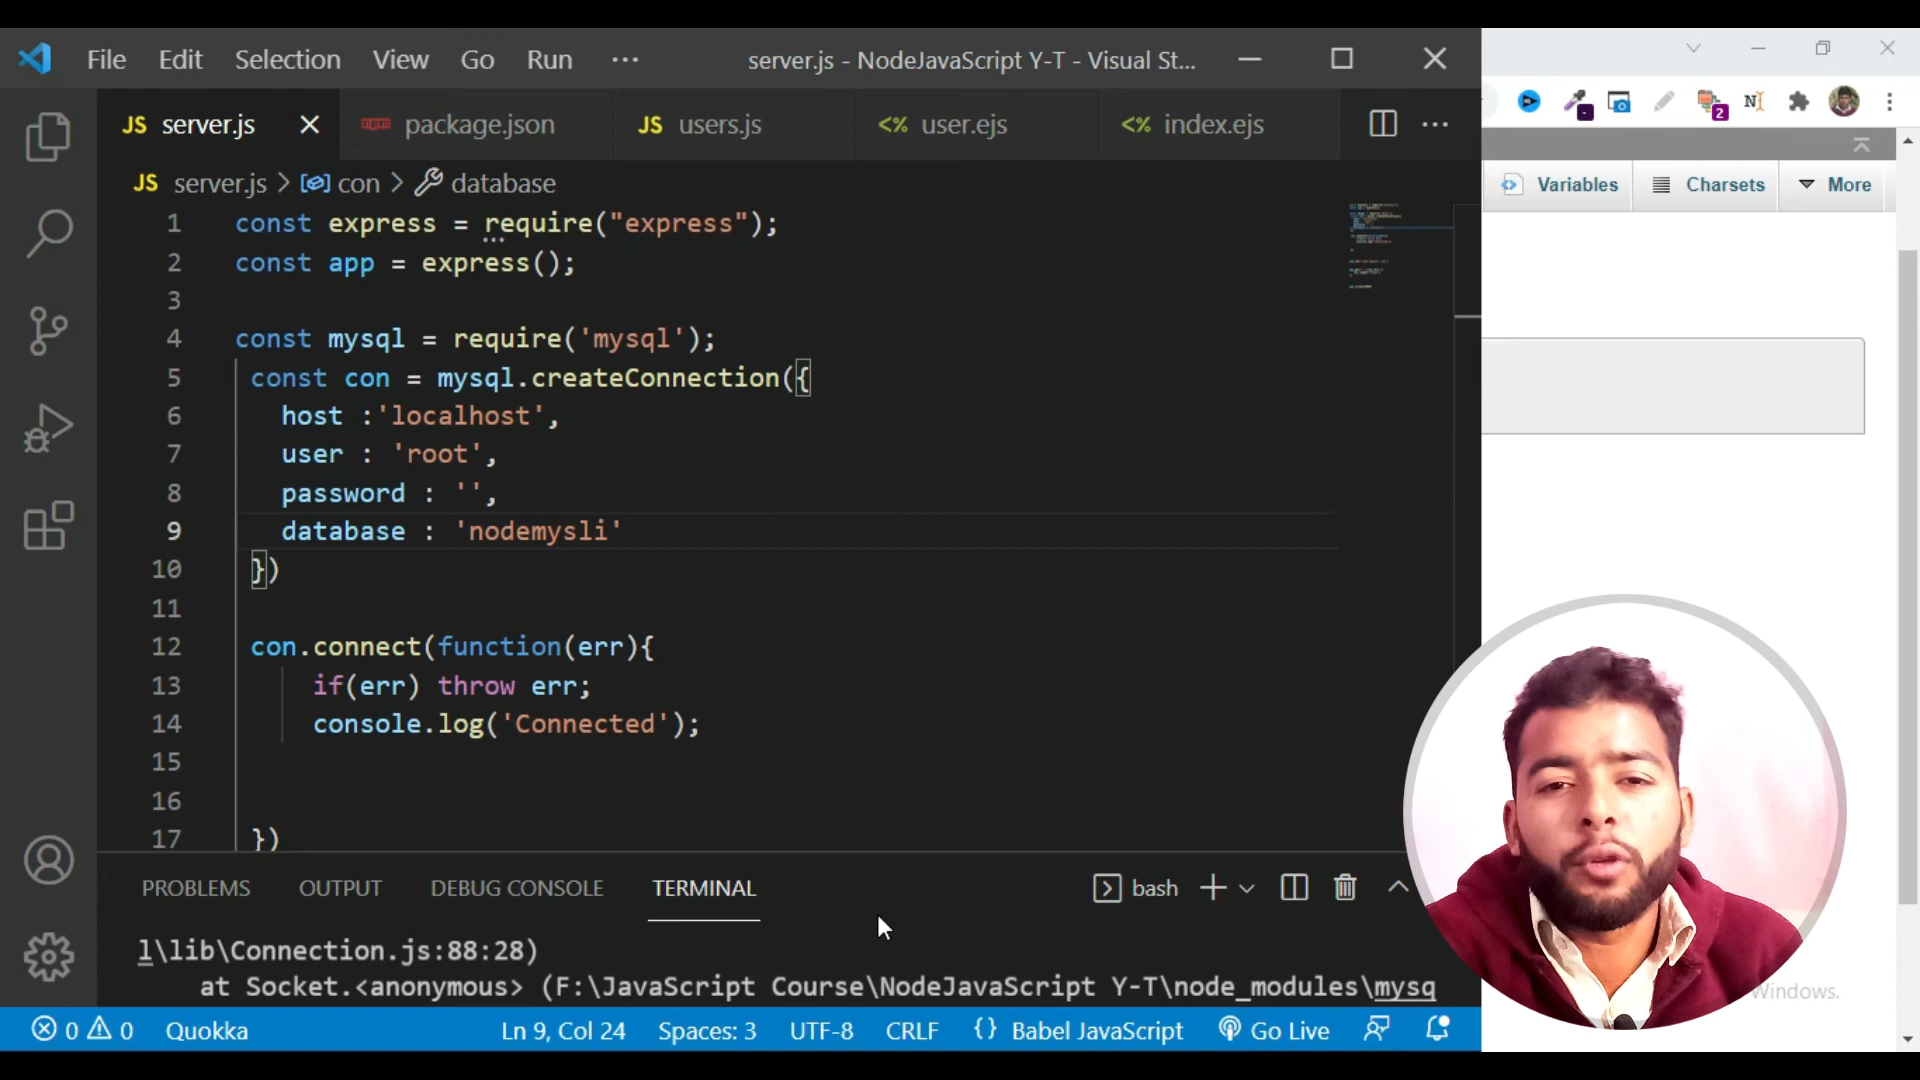 File Edit Selection View Go Run ··· server.js - NodeJavaScript Y-T - Visual St...
JS server.js package.json JS users.js <%> user.ejs <%> index.ejs
JS server.js > con > database
Variables Charsets More
2
1 const express = require("express");
2 const app = express();
3
4 const mysql = require('mysql');
5 const con = mysql.createConnection({
6 host :'localhost',
7 user : 'root',
8 password : '',
9 database : 'nodemysli'
10 })
11
12 con.connect(function(err){
13 if(err) throw err;
14 console.log('Connected');
15
16
17 })
PROBLEMS OUTPUT DEBUG CONSOLE TERMINAL bash
l\lib\Connection.js:88:28)
at Socket.<anonymous> (F:\JavaScript Course\NodeJavaScript Y-T\node_modules\mysq
Windows.
0 0 Quokka Ln 9, Col 24 Spaces: 3 UTF-8 CRLF {} Babel JavaScript Go Live